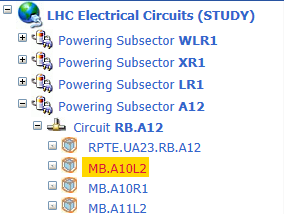 LHC Electrical Circuits (STUDY)
Powering Subsector WLR1
Powering Subsector XR1
Powering Subsector LR1
Powering Subsector A12
Circuit RB.A12
RPTE.UA23.RB.A12
MB.A10L2
MB.A10R1
MB.A11L2